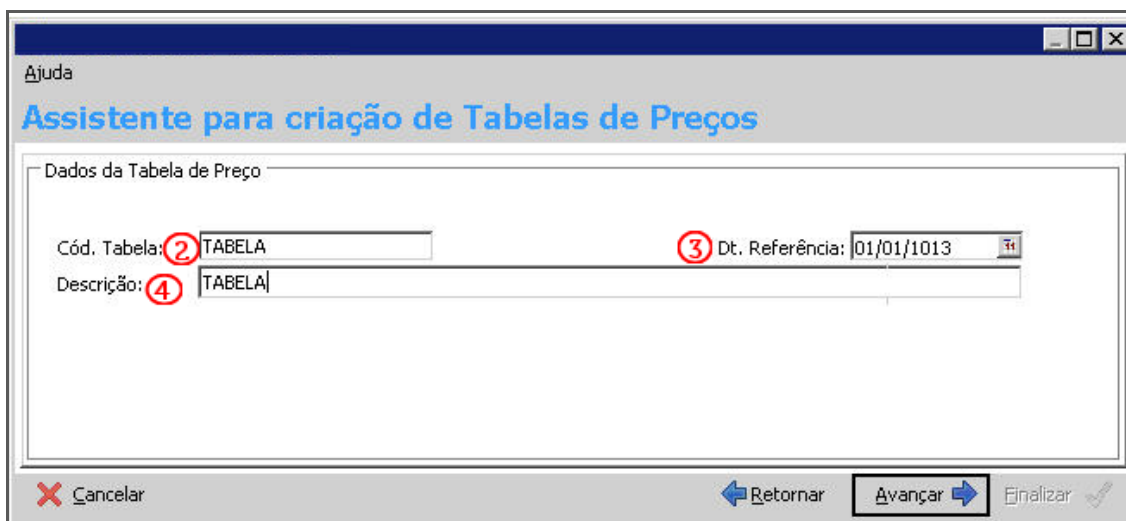 Ajuda
Assistente para criação de Tabelas de Preços
Dados da Tabela de Preço
Cód. Tabela: 2 TABELA 3 Dt. Referência: 01/01/1013
Descrição: 4 TABELA
Cancelar Retornar Avançar Finalizar